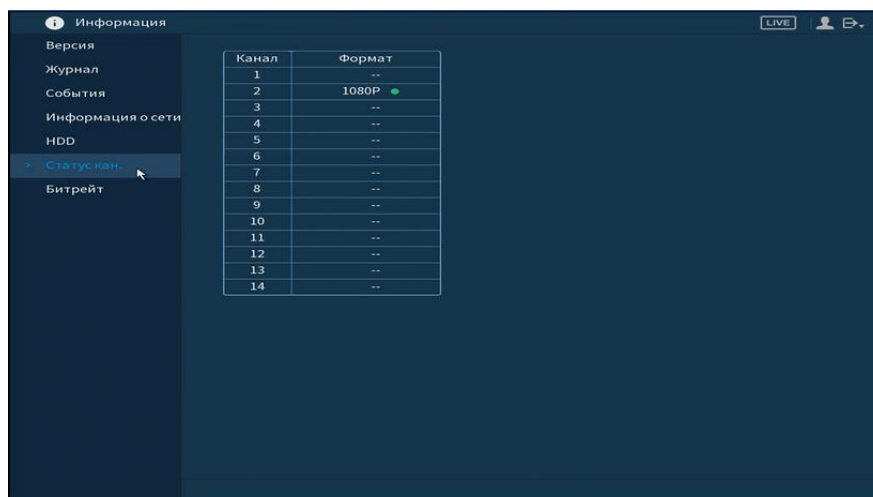 Информация
LIVE
Версия
Журнал
События
Информация о сети
HDD
Статус кан.
Битрейт
Канал Формат
1 --
2 1080P
3 --
4 --
5 --
6 --
7 --
8 --
9 --
10 --
11 --
12 --
13 --
14 --